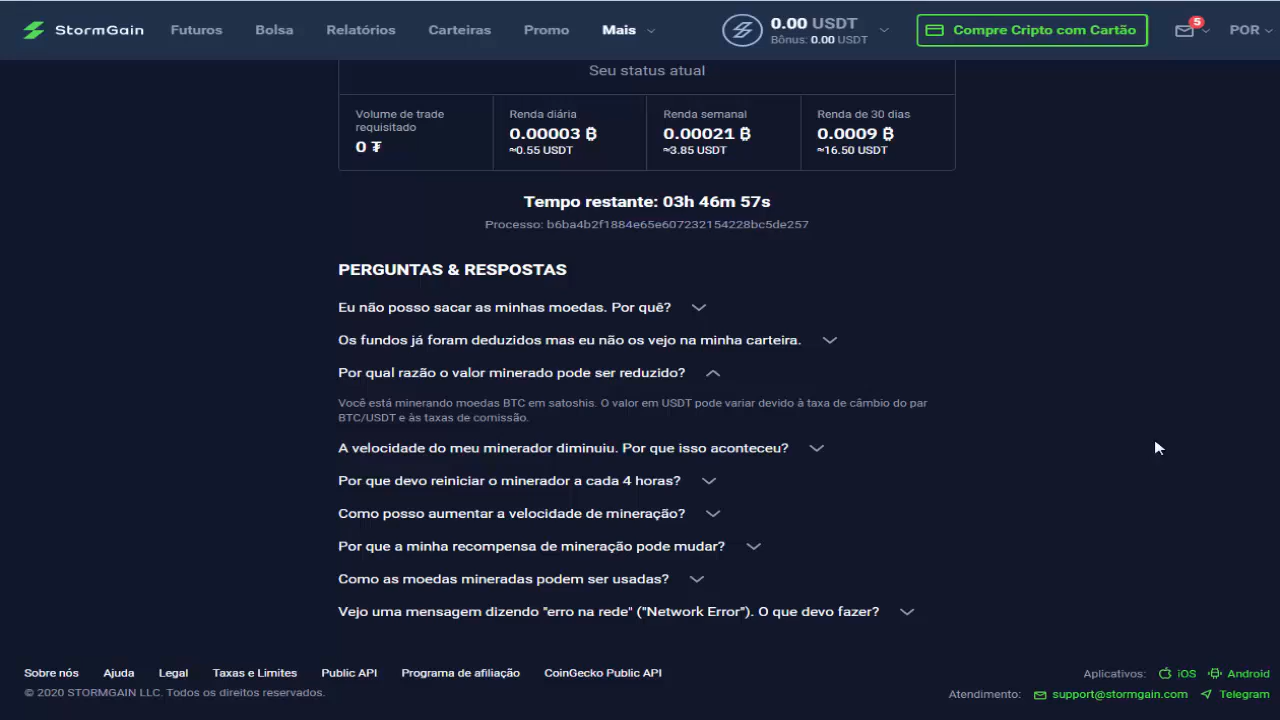 StormGain Futuros Bolsa Relatórios Carteiras Promo Mais 0.00 USDT Compre Cripto com Cartão 5 POR
Bônus: 0.00 USDT
Seu status atual
Volume de trade requisitado
0 ₮
Renda diária
0.00003 ₿
≈0.55 USDT
Renda semanal
0.00021 ₿
≈3.85 USDT
Renda de 30 dias
0.0009 ₿
≈16.50 USDT
Tempo restante: 03h 46m 57s
Processo: b6ba4b2f1884e65e607232154228bc5de257
PERGUNTAS & RESPOSTAS
Eu não posso sacar as minhas moedas. Por quê?
Os fundos já foram deduzidos mas eu não os vejo na minha carteira.
Por qual razão o valor minerado pode ser reduzido?
Você está minerando moedas BTC em satoshis. O valor em USDT pode variar devido à taxa de câmbio do par
BTC/USDT e às taxas de comissão.
A velocidade do meu minerador diminuiu. Por que isso aconteceu?
Por que devo reiniciar o minerador a cada 4 horas?
Como posso aumentar a velocidade de mineração?
Por que a minha recompensa de mineração pode mudar?
Como as moedas mineradas podem ser usadas?
Vejo uma mensagem dizendo "erro na rede" ("Network Error"). O que devo fazer?
Sobre nós Ajuda Legal Taxas e Limites Public API Programa de afiliação CoinGecko Public API
© 2020 STORMGAIN LLC. Todos os direitos reservados.
Aplicativos: iOS Android
Atendimento: support@stormgain.com Telegram